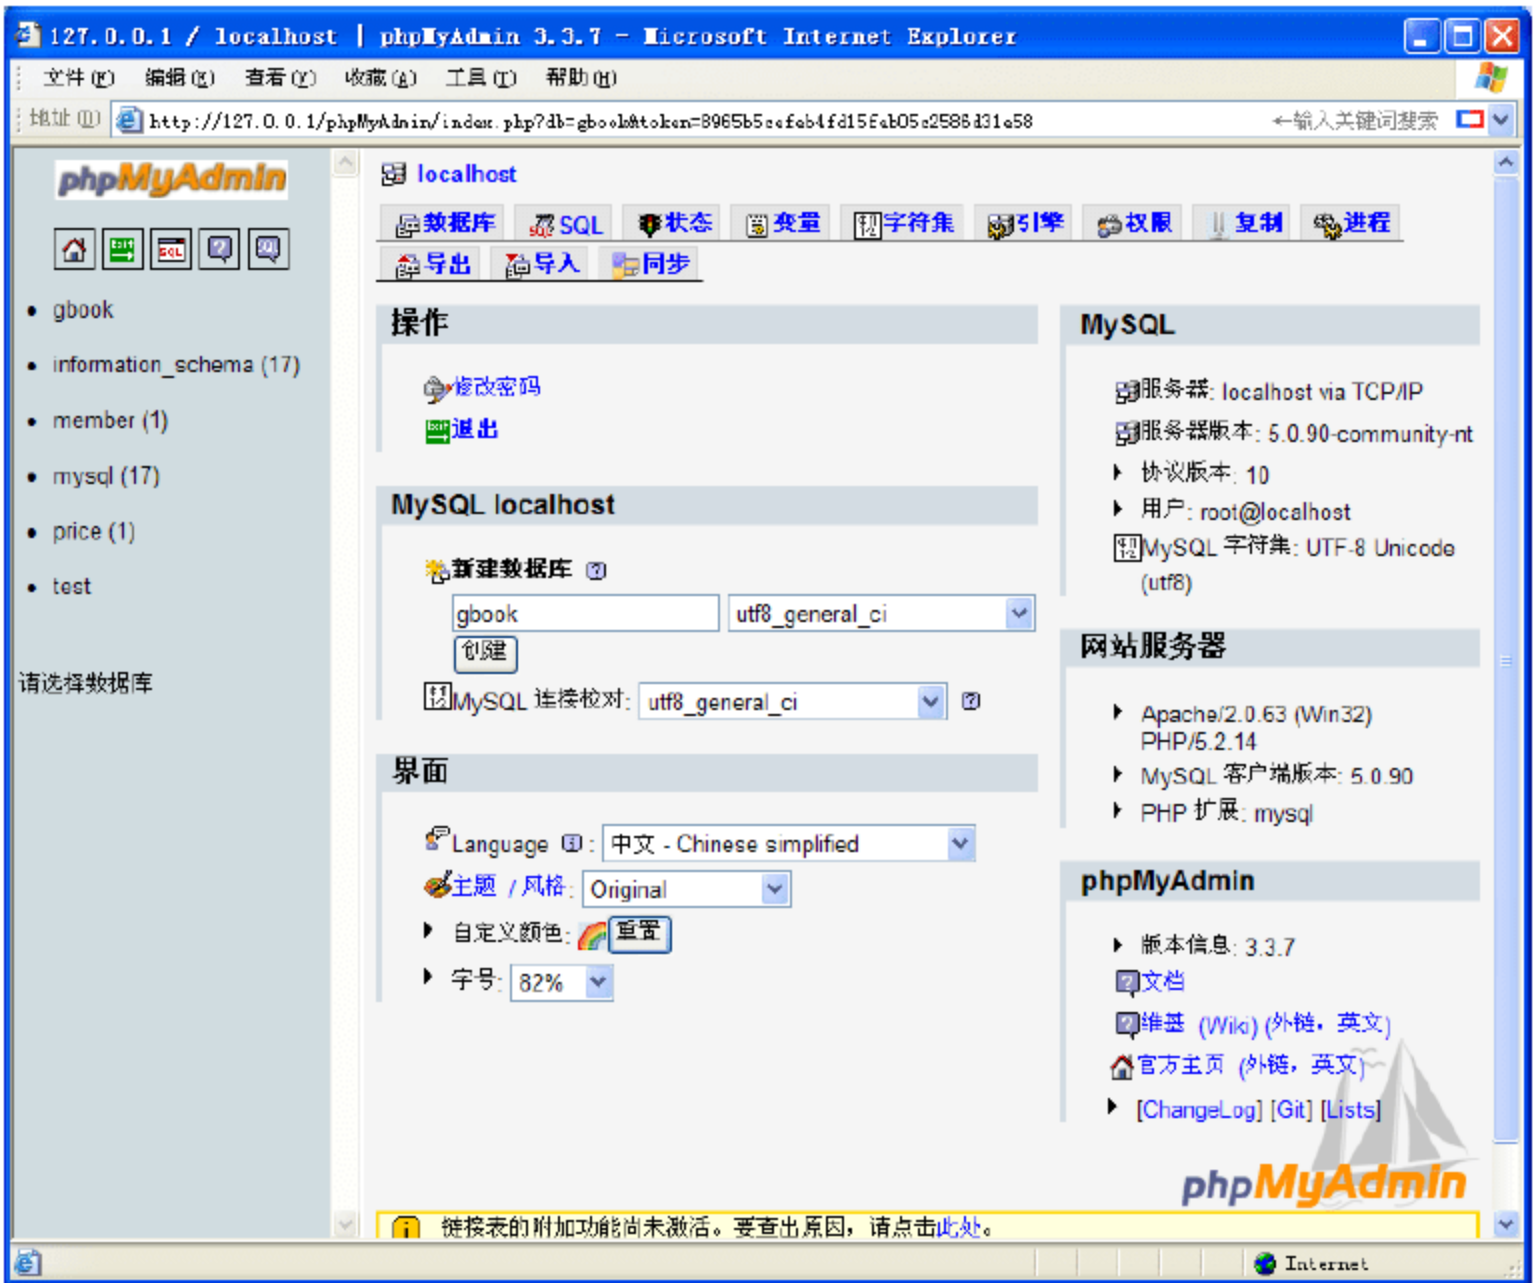 127.0.0.1 / localhost | phpMyAdmin 3.3.7 - Microsoft Internet Explorer
文件(F) 编辑(E) 查看(V) 收藏(A) 工具(T) 帮助(H)
地址(D) http://127.0.0.1/phpMyAdmin/index.php?db=gbook&token=8965b5cefeb4fd15feb05c2586d31e58 ←输入关键词搜索
phpMyAdmin
gbook
information_schema (17)
member (1)
mysql (17)
price (1)
test
请选择数据库
localhost
数据库 SQL 状态 变量 字符集 引擎 权限 复制 进程
导出 导入 同步
操作
修改密码
退出
MySQL localhost
新建数据库
gbook utf8_general_ci
创建
MySQL 连接校对: utf8_general_ci
界面
Language : 中文 - Chinese simplified
主题 / 风格: Original
自定义颜色: 重置
字号: 82%
MySQL
服务器: localhost via TCP/IP
服务器版本: 5.0.90-community-nt
协议版本: 10
用户: root@localhost
MySQL 字符集: UTF-8 Unicode
(utf8)
网站服务器
Apache/2.0.63 (Win32)
PHP/5.2.14
MySQL 客户端版本: 5.0.90
PHP 扩展: mysql
phpMyAdmin
版本信息: 3.3.7
文档
维基 (Wiki) (外链，英文)
官方主页 (外链，英文)
[ChangeLog] [Git] [Lists]
phpMyAdmin
链接表的附加功能尚未激活。要查出原因，请点击此处。
Internet